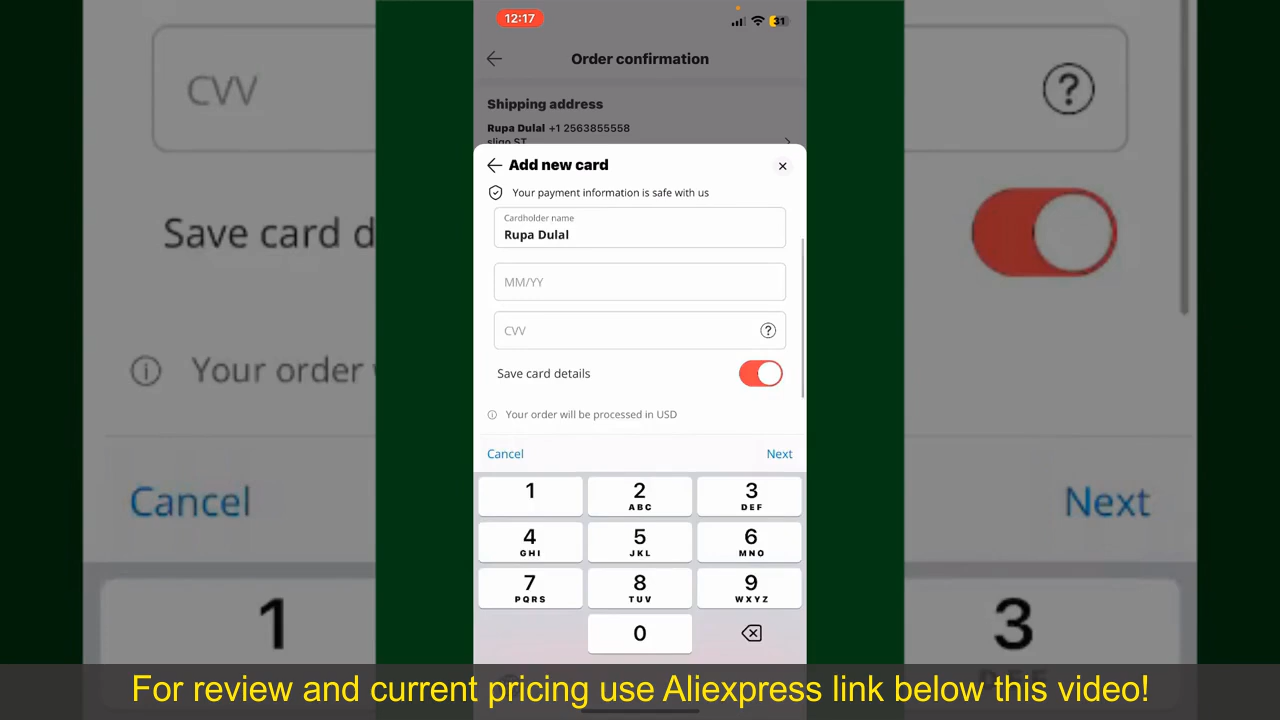 12:17
31
Order confirmation
Shipping address
Rupa Dulal +1 2563855558
sligo ST
Add new card
Your payment information is safe with us
Cardholder name
Rupa Dulal
MM/YY
CVV
?
Save card details
Your order will be processed in USD
Cancel
Next
1
2
ABC
3
DEF
4
GHI
5
JKL
6
MNO
7
PQRS
8
TUV
9
WXYZ
0
CVV
?
Save card d
Your order
Cancel
Next
1
3
For review and current pricing use Aliexpress link below this video!